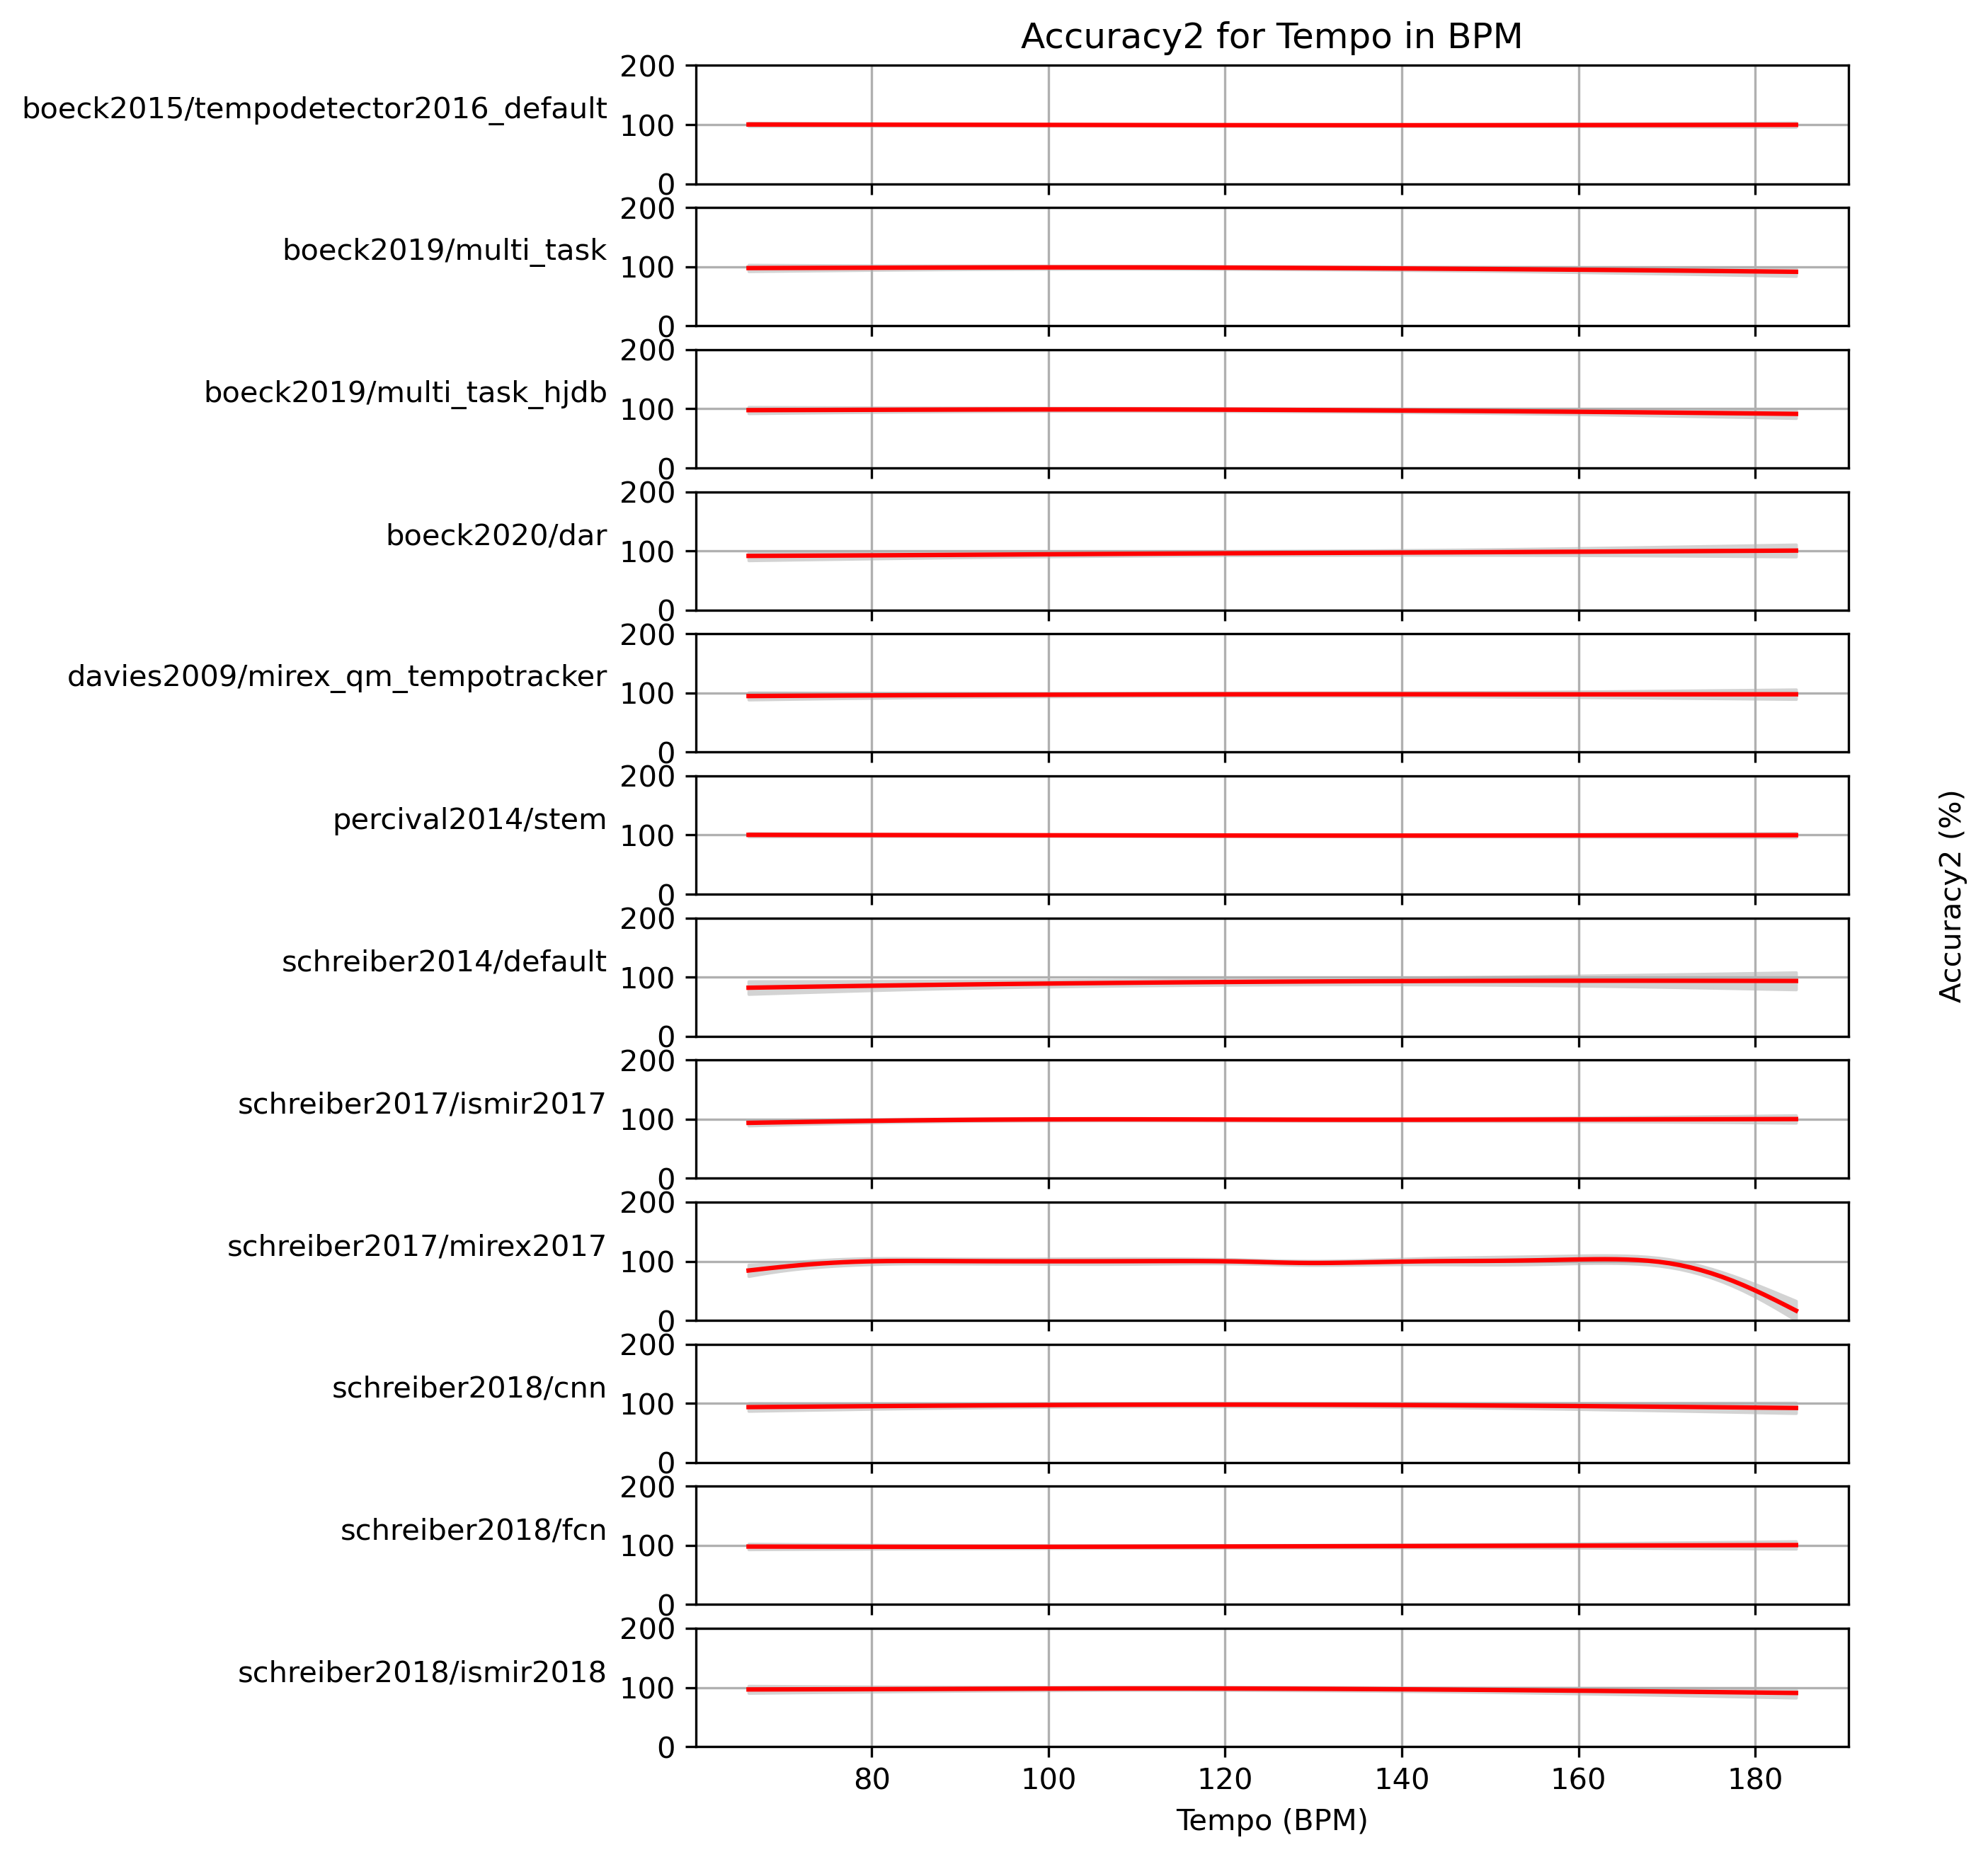 Accuracy2 for Tempo in BPM
boeck2015/tempodetector2016_default
200
100
0
boeck2019/multi_task
200
100
0
boeck2019/multi_task_hjdb
200
100
0
boeck2020/dar
200
100
0
davies2009/mirex_qm_tempotracker
200
100
0
percival2014/stem
200
100
0
schreiber2014/default
200
100
0
schreiber2017/ismir2017
200
100
0
schreiber2017/mirex2017
200
100
0
schreiber2018/cnn
200
100
0
schreiber2018/fcn
200
100
0
schreiber2018/ismir2018
200
100
0
80 100 120 140 160 180
Tempo (BPM)
Accuracy2 (%)